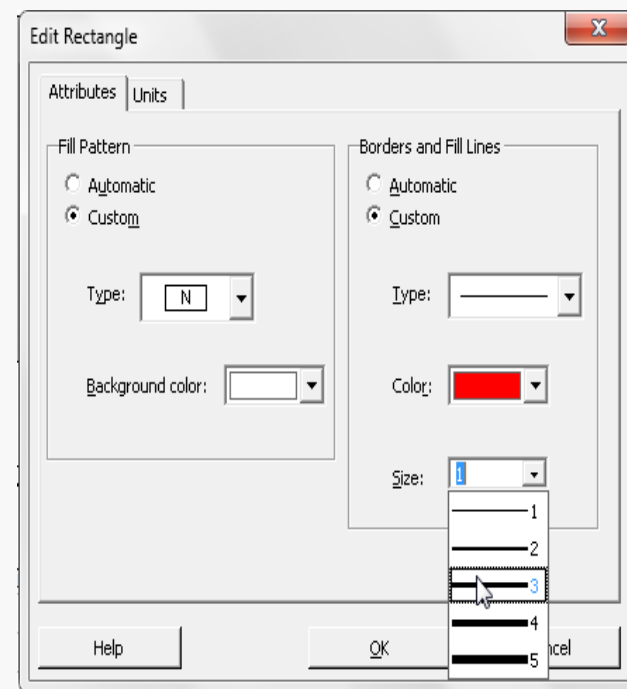 Edit Rectangle
X
Attributes
Units
Fill Pattern
Automatic
Custom
Type:
N
Background color:
Borders and Fill Lines
Automatic
Custom
Type:
Color:
Size:
1
1
2
3
4
5
Help
OK
ncel